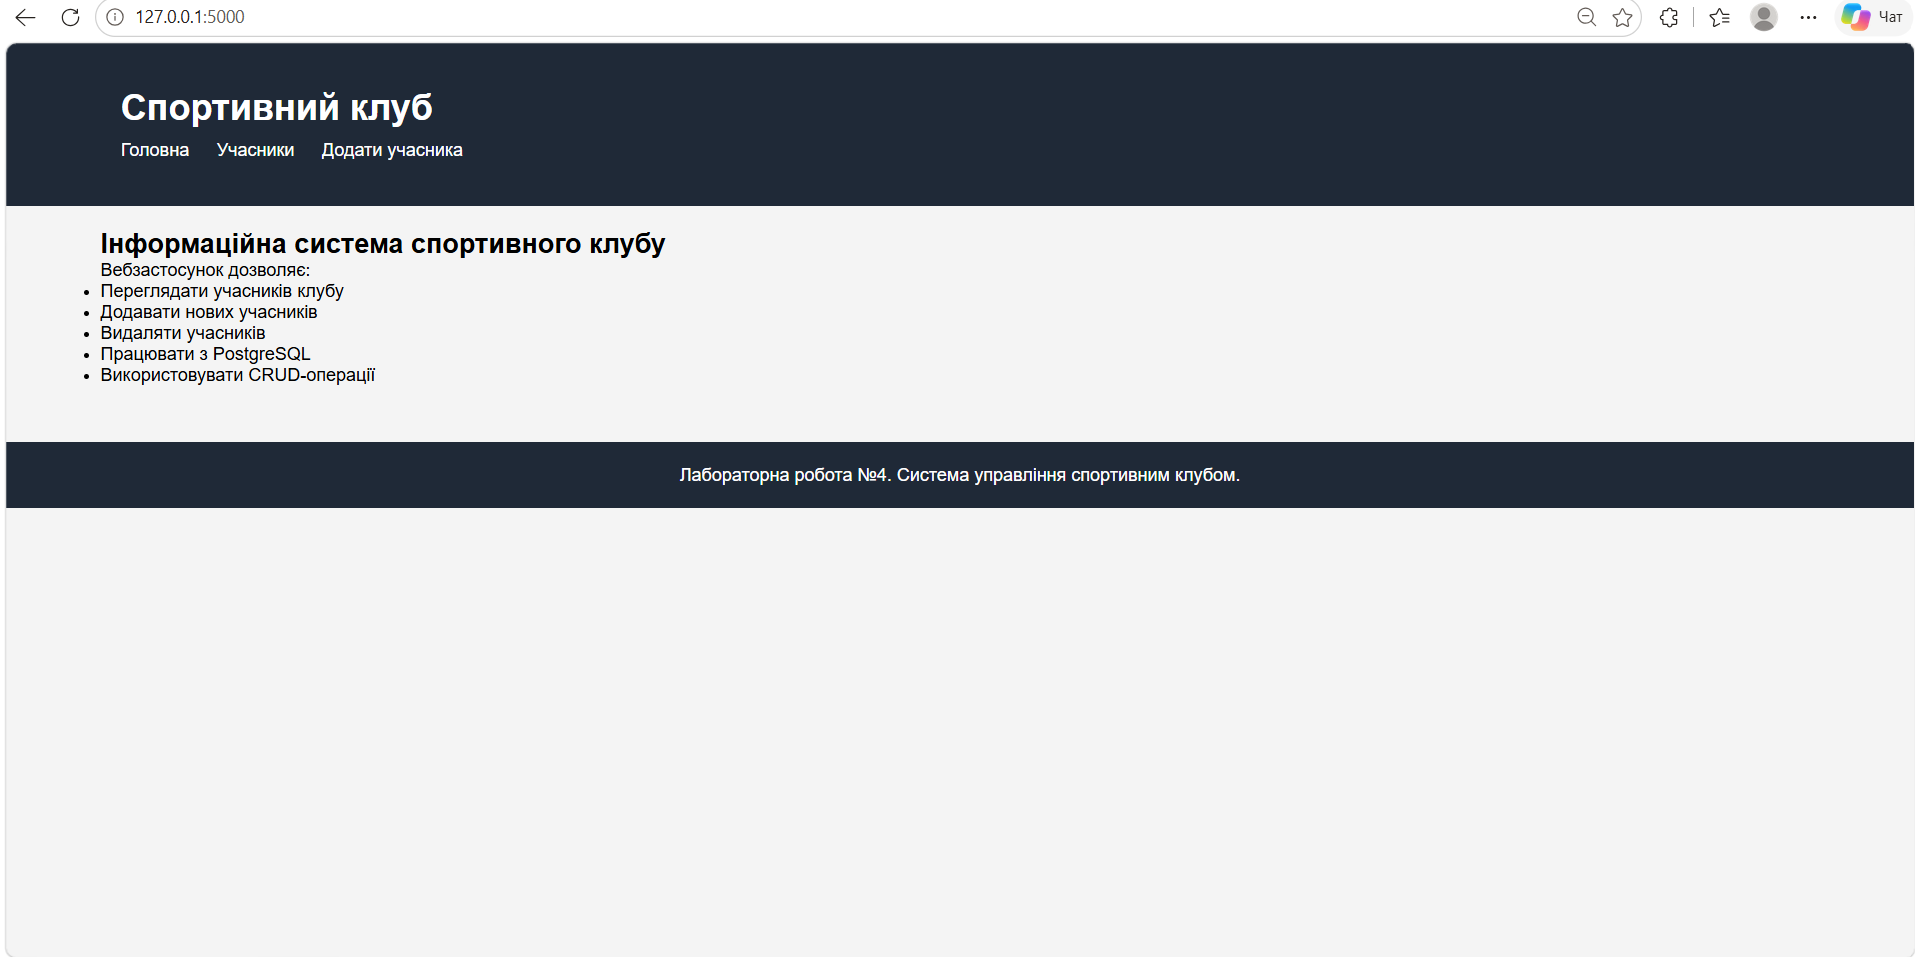 127.0.0.1:5000
Чат
Спортивний клуб
Головна Учасники Додати учасника
Інформаційна система спортивного клубу
Вебзастосунок дозволяє:
Переглядати учасників клубу
Додавати нових учасників
Видаляти учасників
Працювати з PostgreSQL
Використовувати CRUD-операції
Лабораторна робота №4. Система управління спортивним клубом.